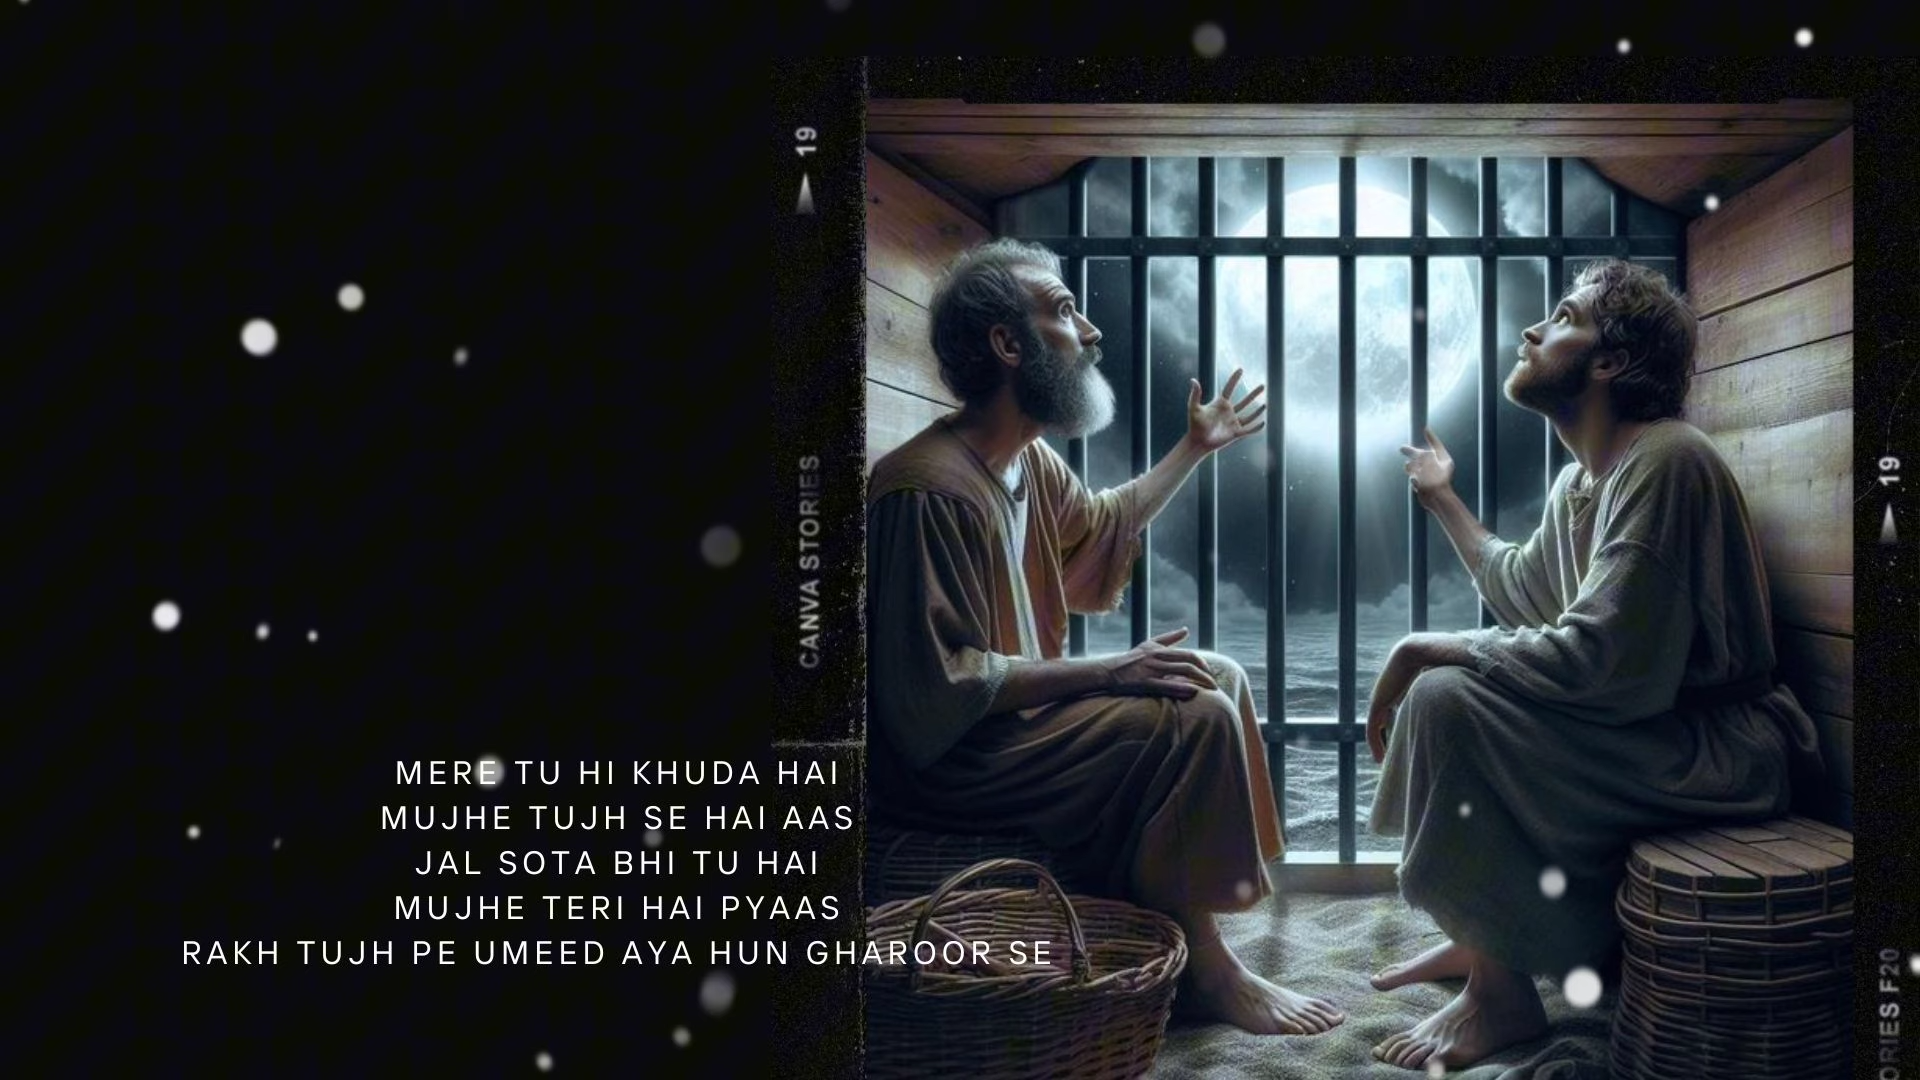 19
CANVA STORIES
MERE TU HI KHUDA HAI
MUJHE TUJH SE HAI AAS
JAL SOTA BHI TU HAI
MUJHE TERI HAI PYAAS
RAKH TUJH PE UMEED AYA HUN GHAROOR SE
19
ORIES F20